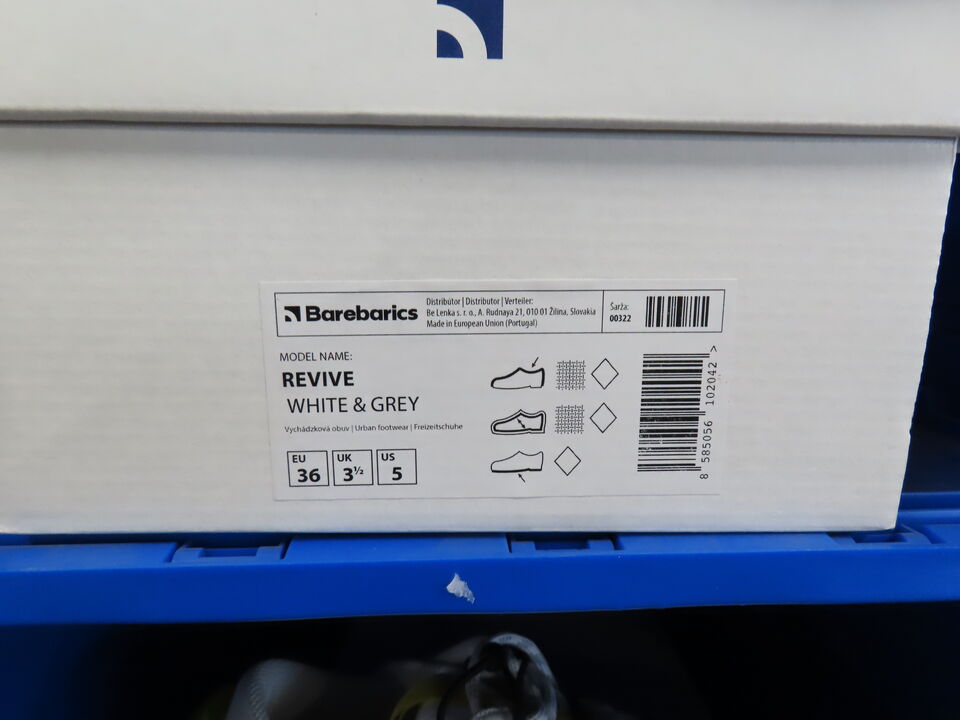 Barebarics
Distribútor | Distributor | Verteiler:
Be Lenka s. r. o., A. Rudnaya 21, 010 01 Žilina, Slovakia
Made in European Union (Portugal)
Šarža:
00322
MODEL NAME:
REVIVE
WHITE & GREY
Vychádzková obuv | Urban footwear | Freizeitschuhe
EU 36
UK 3½
US 5
8 585056 102042 >